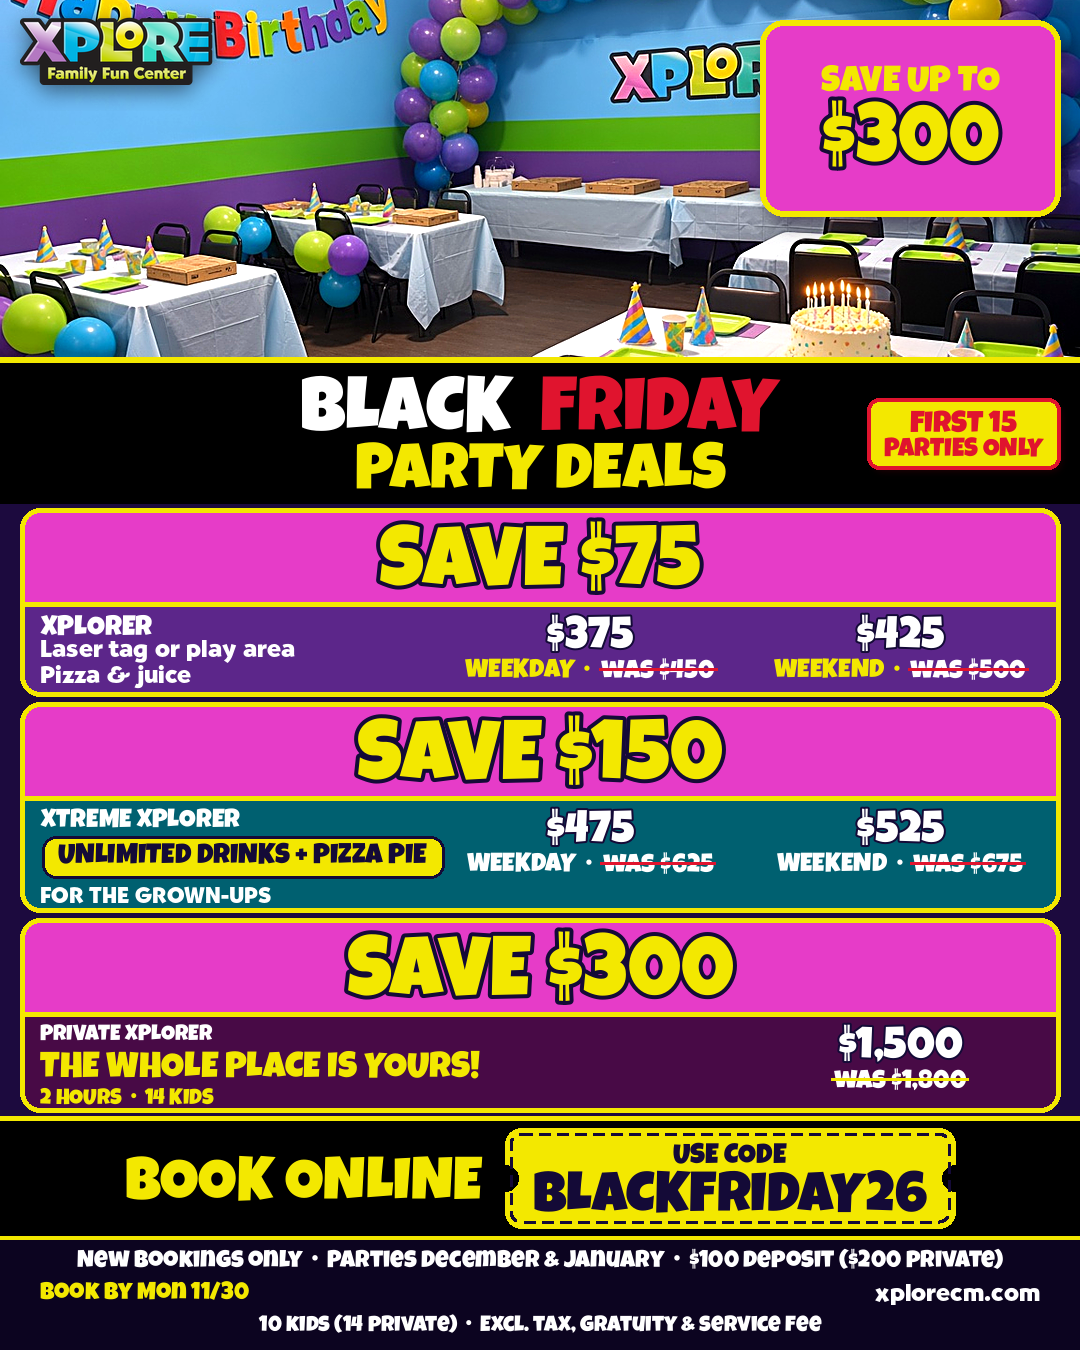 Happy Birthday
XPLORE
Family Fun Center
SAVE UP TO
$300
BLACK FRIDAY
PARTY DEALS
FIRST 15
PARTIES ONLY
SAVE $75
XPLORER
Laser tag or play area
Pizza & juice
$375
WEEKDAY · WAS $450
$425
WEEKEND · WAS $500
SAVE $150
XTREME XPLORER
UNLIMITED DRINKS + PIZZA PIE
FOR THE GROWN-UPS
$475
WEEKDAY · WAS $625
$525
WEEKEND · WAS $675
SAVE $300
PRIVATE XPLORER
THE WHOLE PLACE IS YOURS!
2 HOURS · 14 KIDS
$1,500
WAS $1,800
BOOK ONLINE
USE CODE
BLACKFRIDAY26
New Bookings Only · Parties December & January · $100 Deposit ($200 Private)
Book by Mon 11/30
xplorecm.com
10 Kids (14 Private) · Excl. Tax, Gratuity & Service Fee